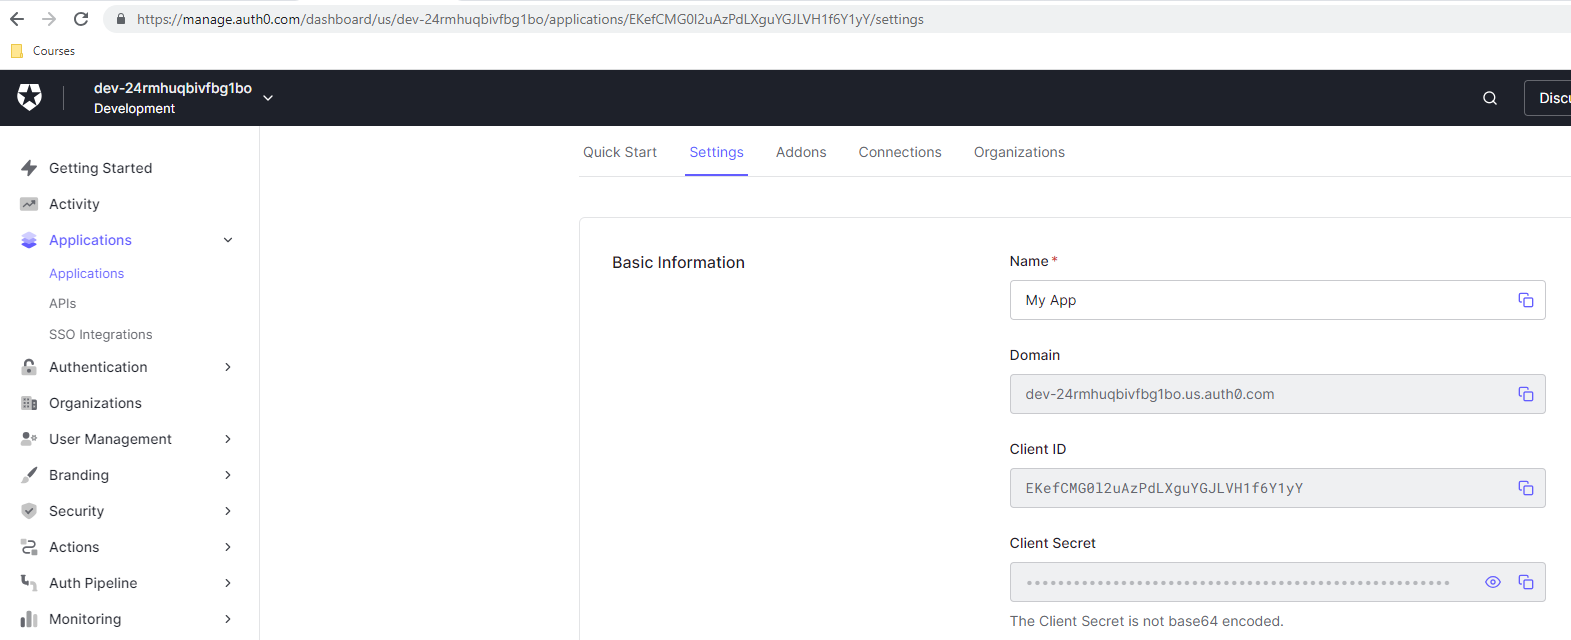 https://manage.auth0.com/dashboard/us/dev-24rmhuqbivfbg1bo/applications/EKefCMG0l2uAzPdLXguYGJLVH1f6Y1yY/settings
Courses
dev-24rmhuqbivfbg1bo
Development
Discu
Getting Started
Activity
Applications
Applications
APIs
SSO Integrations
Authentication
Organizations
User Management
Branding
Security
Actions
Auth Pipeline
Monitoring
Quick Start Settings Addons Connections Organizations
Basic Information
Name *
My App
Domain
dev-24rmhuqbivfbg1bo.us.auth0.com
Client ID
EKefCMG0l2uAzPdLXguYGJLVH1f6Y1yY
Client Secret
The Client Secret is not base64 encoded.